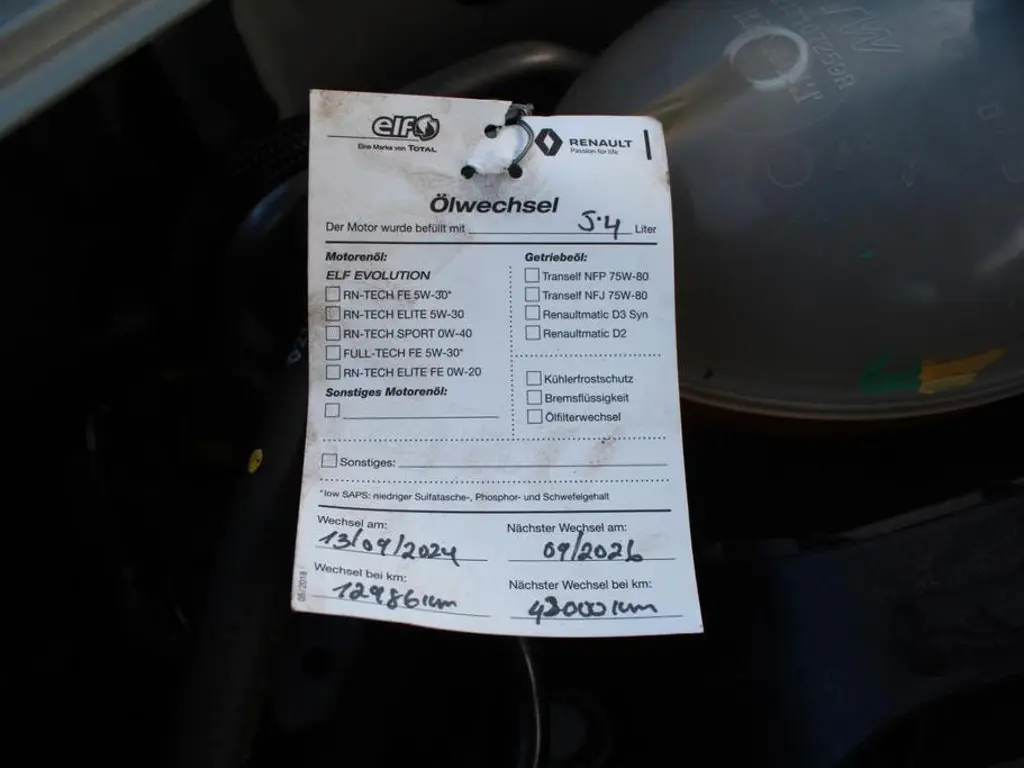 elf
Eine Marke von TOTAL
RENAULT
Passion for life
Ölwechsel
Der Motor wurde befüllt mit 5.4 Liter
Motorenöl:
ELF EVOLUTION
RN-TECH FE 5W-30*
RN-TECH ELITE 5W-30
RN-TECH SPORT 0W-40
FULL-TECH FE 5W-30*
RN-TECH ELITE FE 0W-20
Sonstiges Motorenöl:
Getriebeöl:
Tranself NFP 75W-80
Tranself NFJ 75W-80
Renaultmatic D3 Syn
Renaultmatic D2
Kühlerfrostschutz
Bremsflüssigkeit
Ölfilterwechsel
Sonstiges:
*low SAPS: niedriger Sulfatasche-, Phosphor- und Schwefelgehalt
Wechsel am:
13/09/2024
Nächster Wechsel am:
09/2026
Wechsel bei km:
12986 km
Nächster Wechsel bei km:
43000 km
05/2018